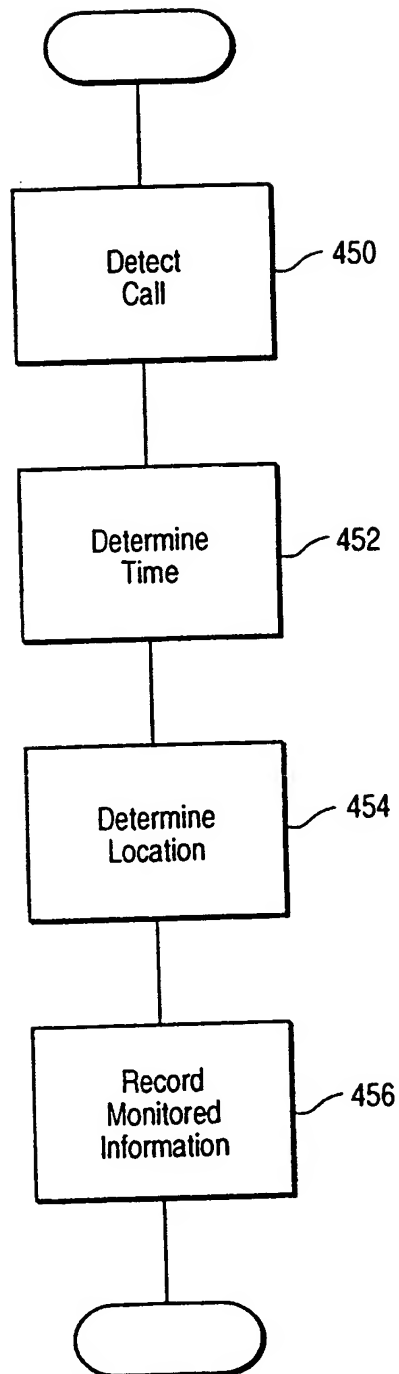 Detect
Call
450
Determine
Time
452
Determine
Location
454
Record
Monitored
Information
456